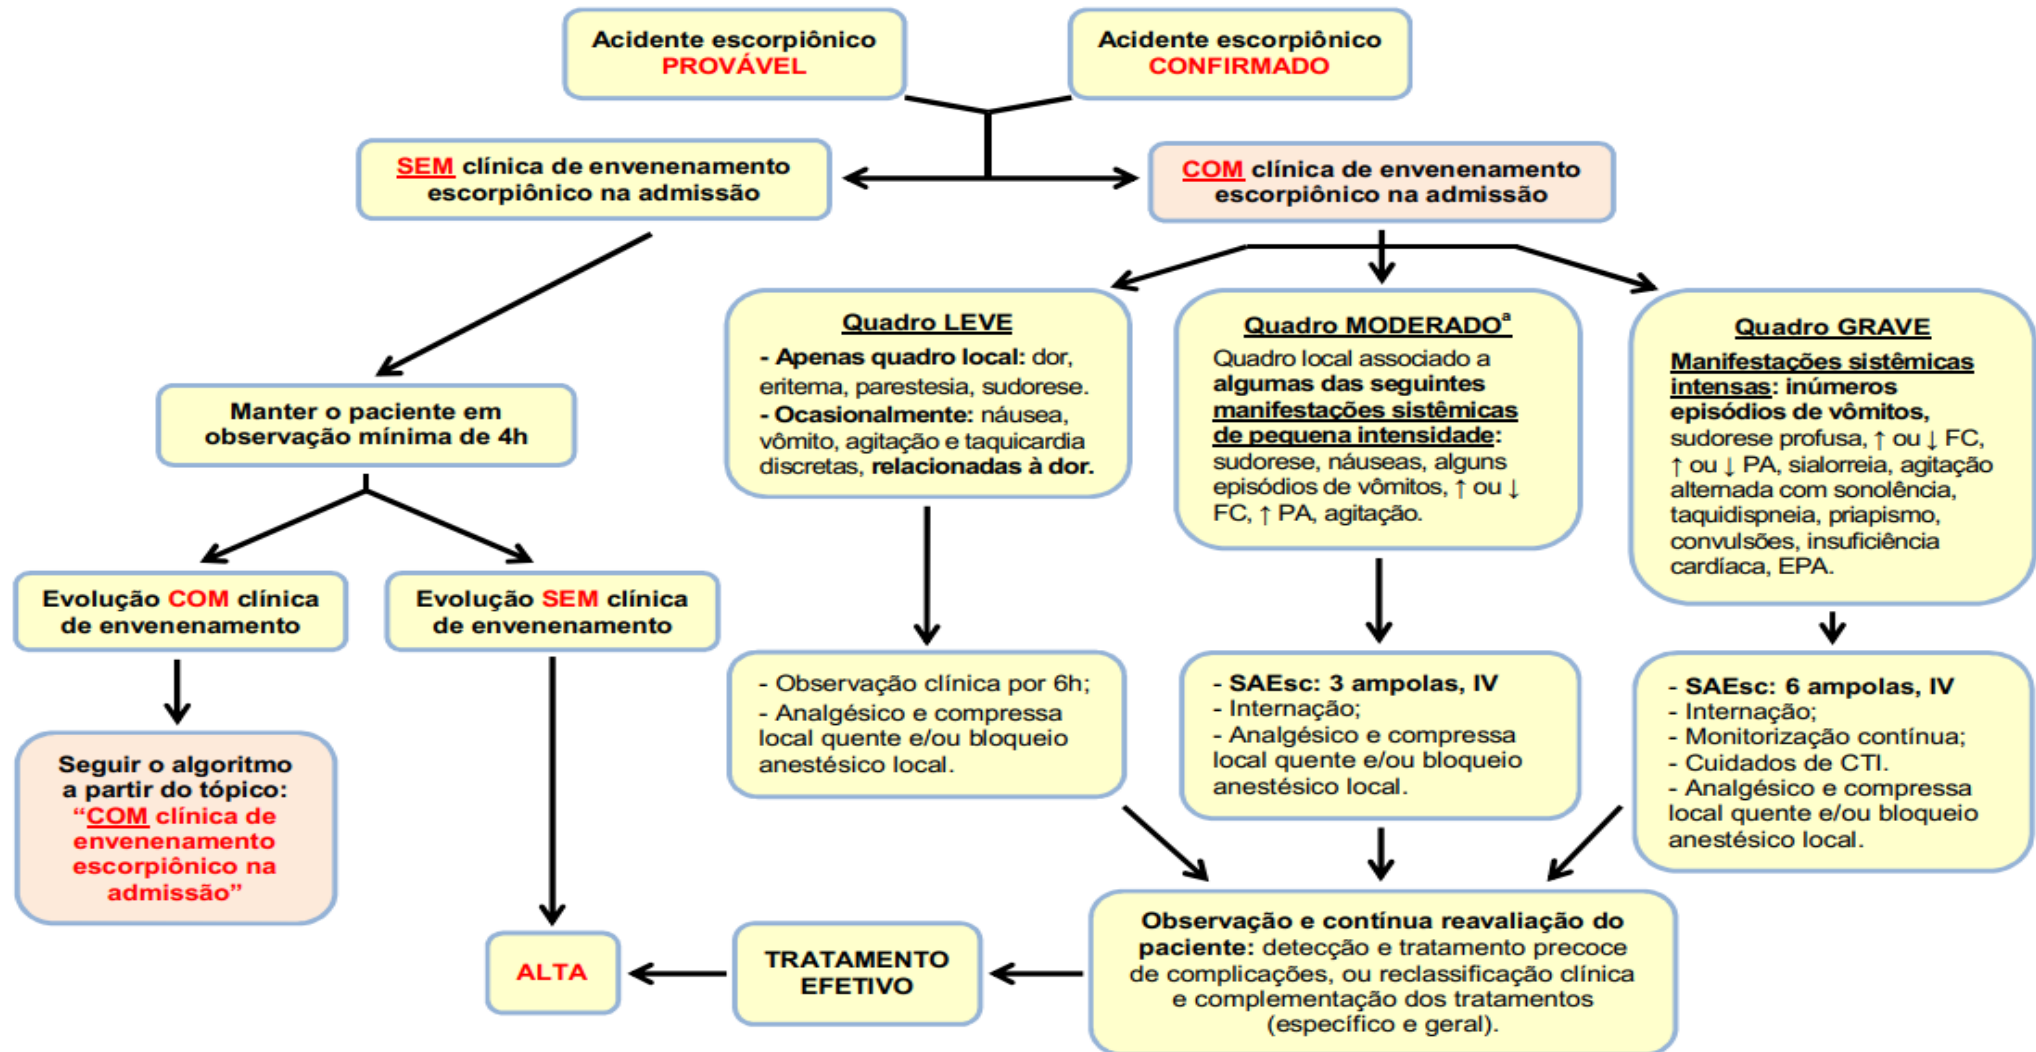 Acidente escorpiônico
PROVÁVEL
Acidente escorpiônico
CONFIRMADO
SEM clínica de envenenamento
escorpiônico na admissão
COM clínica de envenenamento
escorpiônico na admissão
Manter o paciente em
observação mínima de 4h
Evolução COM clínica
de envenenamento
Evolução SEM clínica
de envenenamento
Seguir o algoritmo
a partir do tópico:
“COM clínica de
envenenamento
escorpiônico na
admissão”
Quadro LEVE
- Apenas quadro local: dor,
eritema, parestesia, sudorese.
- Ocasionalmente: náusea,
vômito, agitação e taquicardia
discretas, relacionadas à dor.
Quadro MODERADOª
Quadro local associado a
algumas das seguintes
manifestações sistêmicas
de pequena intensidade:
sudorese, náuseas, alguns
episódios de vômitos, ↑ ou ↓
FC, ↑ PA, agitação.
Quadro GRAVE
Manifestações sistêmicas
intensas: inúmeros
episódios de vômitos,
sudorese profusa, ↑ ou ↓ FC,
↑ ou ↓ PA, sialorreia, agitação
alternada com sonolência,
taquidispneia, priapismo,
convulsões, insuficiência
cardíaca, EPA.
- Observação clínica por 6h;
- Analgésico e compressa
local quente e/ou bloqueio
anestésico local.
- SAEsc: 3 ampolas, IV
- Internação;
- Analgésico e compressa
local quente e/ou bloqueio
anestésico local.
- SAEsc: 6 ampolas, IV
- Internação;
- Monitorização contínua;
- Cuidados de CTI.
- Analgésico e compressa
local quente e/ou bloqueio
anestésico local.
Observação e contínua reavaliação do
paciente: detecção e tratamento precoce
de complicações, ou reclassificação clínica
e complementação dos tratamentos
(específico e geral).
TRATAMENTO
EFETIVO
ALTA